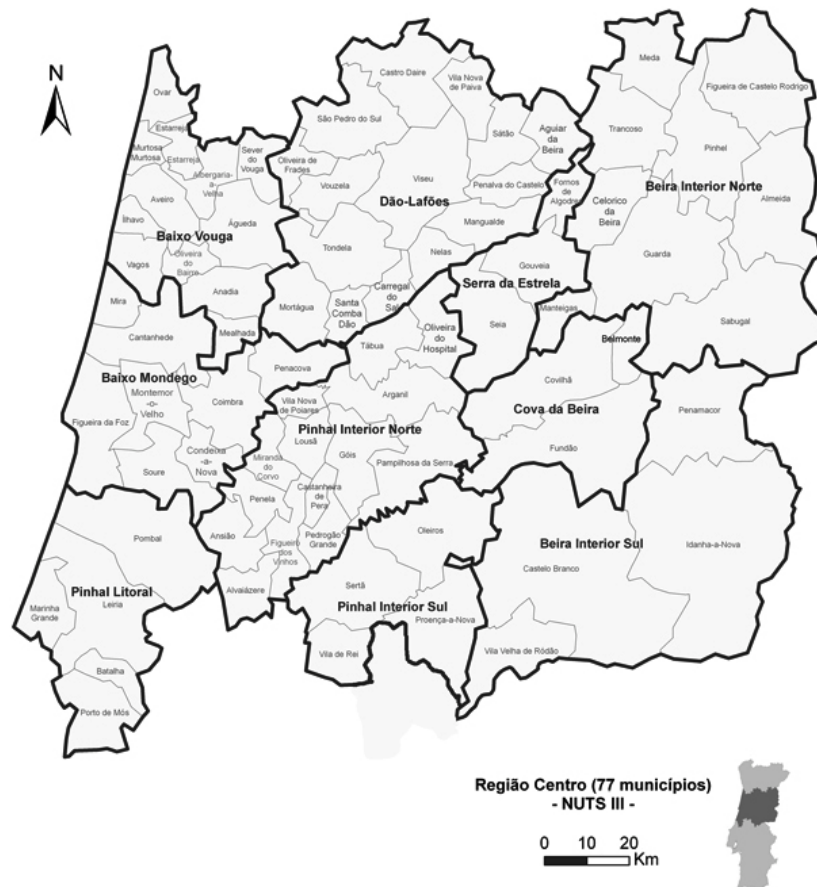 N
Ovar
Estarreja
Murtosa
Murtosa
Estarreja
Albergaria-
a-
Velha
Sever
do
Vouga
Aveiro
Ílhavo
Águeda
Baixo Vouga
Oliveira
do
Bairro
Vagos
Anadia
Mealhada
Castro Daire
Vila Nova
de Paiva
São Pedro do Sul
Sátão
Aguiar
da
Beira
Oliveira de
Frades
Vouzela
Viseu
Penalva do Castelo
Fornos
de
Algodres
Dão-Lafões
Mangualde
Tondela
Nelas
Carregal
do
Sal
Santa
Comba
Dão
Mortágua
Meda
Figueira de Castelo Rodrigo
Trancoso
Pinhel
Beira Interior Norte
Celorico
da
Beira
Almeida
Guarda
Sabugal
Gouveia
Serra da Estrela
Manteigas
Seia
Mira
Cantanhede
Baixo Mondego
Montemor
-o-
Velho
Coimbra
Figueira da Foz
Condeixa
-a-
Nova
Soure
Penacova
Tábua
Oliveira
do
Hospital
Arganil
Vila Nova
de Poiares
Pinhal Interior Norte
Lousã
Góis
Miranda
do
Corvo
Pampilhosa da Serra
Castanheira
de
Pera
Penela
Ansião
Figueiro
dos
Vinhos
Pedrogão
Grande
Alvaiázere
Belmonte
Covilhã
Cova da Beira
Fundão
Penamacor
Idanha-a-Nova
Beira Interior Sul
Castelo Branco
Vila Velha de Ródão
Oleiros
Sertã
Pinhal Interior Sul
Proença-a-Nova
Vila de Rei
Pombal
Pinhal Litoral
Leiria
Marinha
Grande
Batalha
Porto de Mós
Região Centro (77 municípios)
- NUTS III -
0 10 20
Km